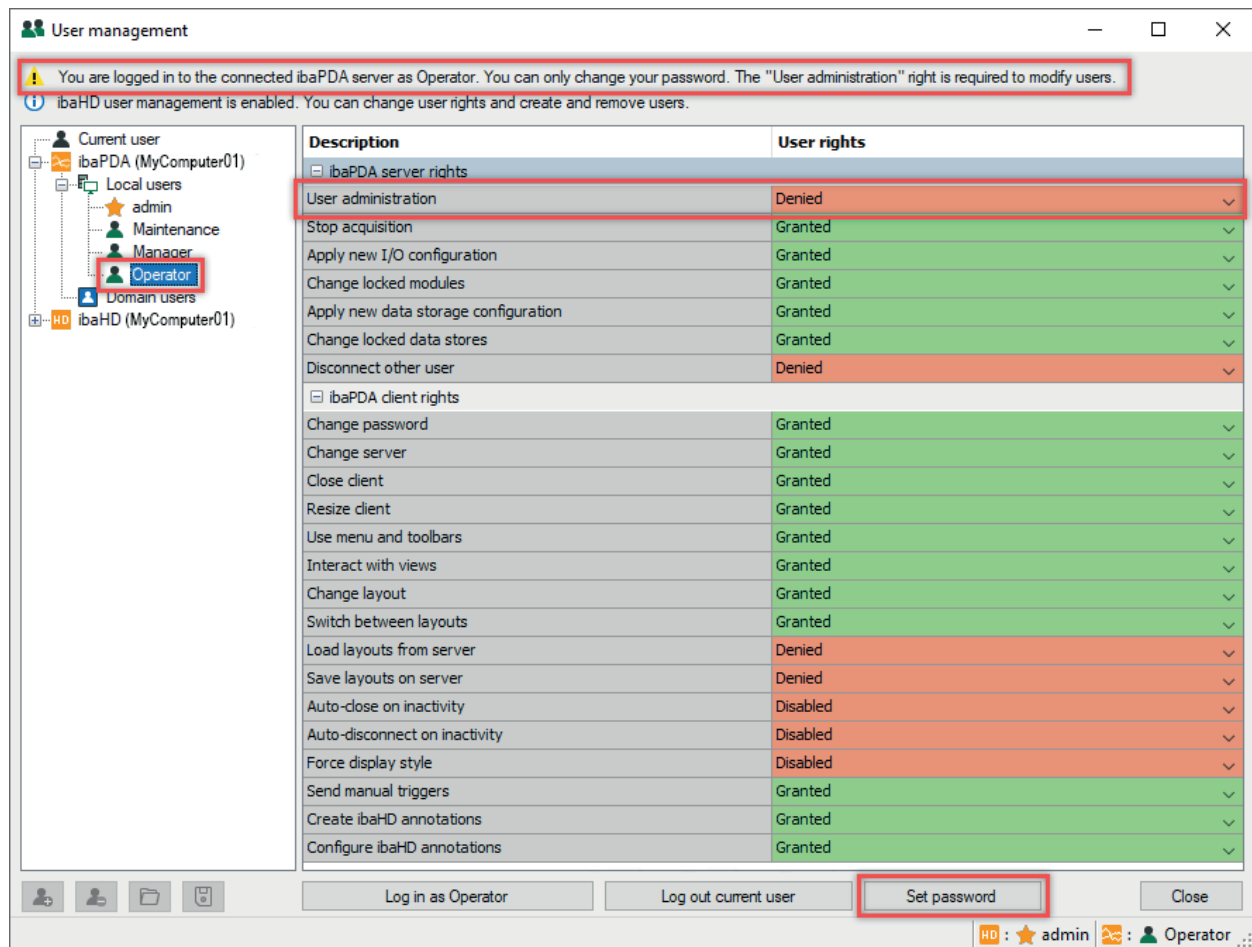 User management
You are logged in to the connected ibaPDA server as Operator. You can only change your password. The "User administration" right is required to modify users.
ibaHD user management is enabled. You can change user rights and create and remove users.
Current user
ibaPDA (MyComputer01)
Local users
admin
Maintenance
Manager
Operator
Domain users
HD ibaHD (MyComputer01)
Description User rights
ibaPDA server rights
User administration Denied
Stop acquisition Granted
Apply new I/O configuration Granted
Change locked modules Granted
Apply new data storage configuration Granted
Change locked data stores Granted
Disconnect other user Denied
ibaPDA client rights
Change password Granted
Change server Granted
Close client Granted
Resize client Granted
Use menu and toolbars Granted
Interact with views Granted
Change layout Granted
Switch between layouts Granted
Load layouts from server Denied
Save layouts on server Denied
Auto-close on inactivity Disabled
Auto-disconnect on inactivity Disabled
Force display style Disabled
Send manual triggers Granted
Create ibaHD annotations Granted
Configure ibaHD annotations Granted
Log in as Operator Log out current user Set password Close
HD : admin : Operator